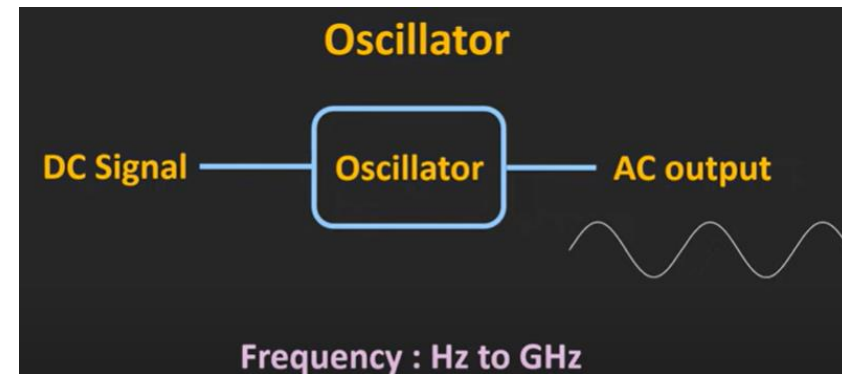 Oscillator
DC Signal
Oscillator
AC output
Frequency : Hz to GHz